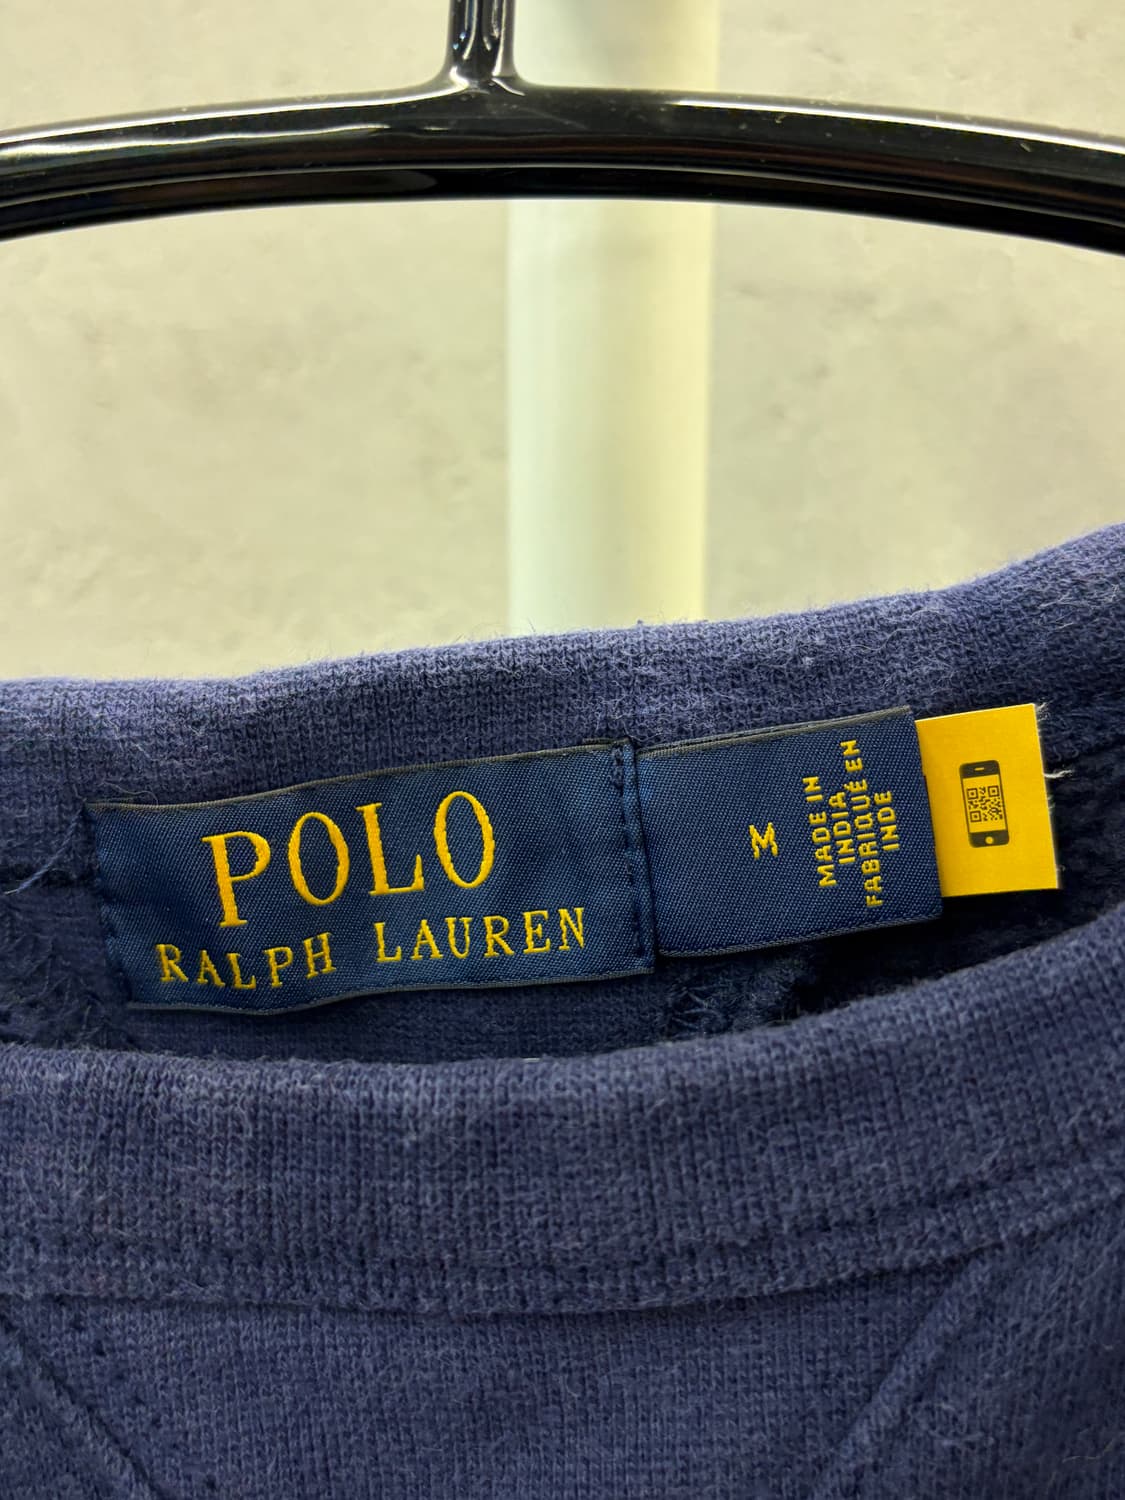 POLO
RALPH LAUREN
M
MADE IN
INDIA
FABRIQUÉ EN
INDE